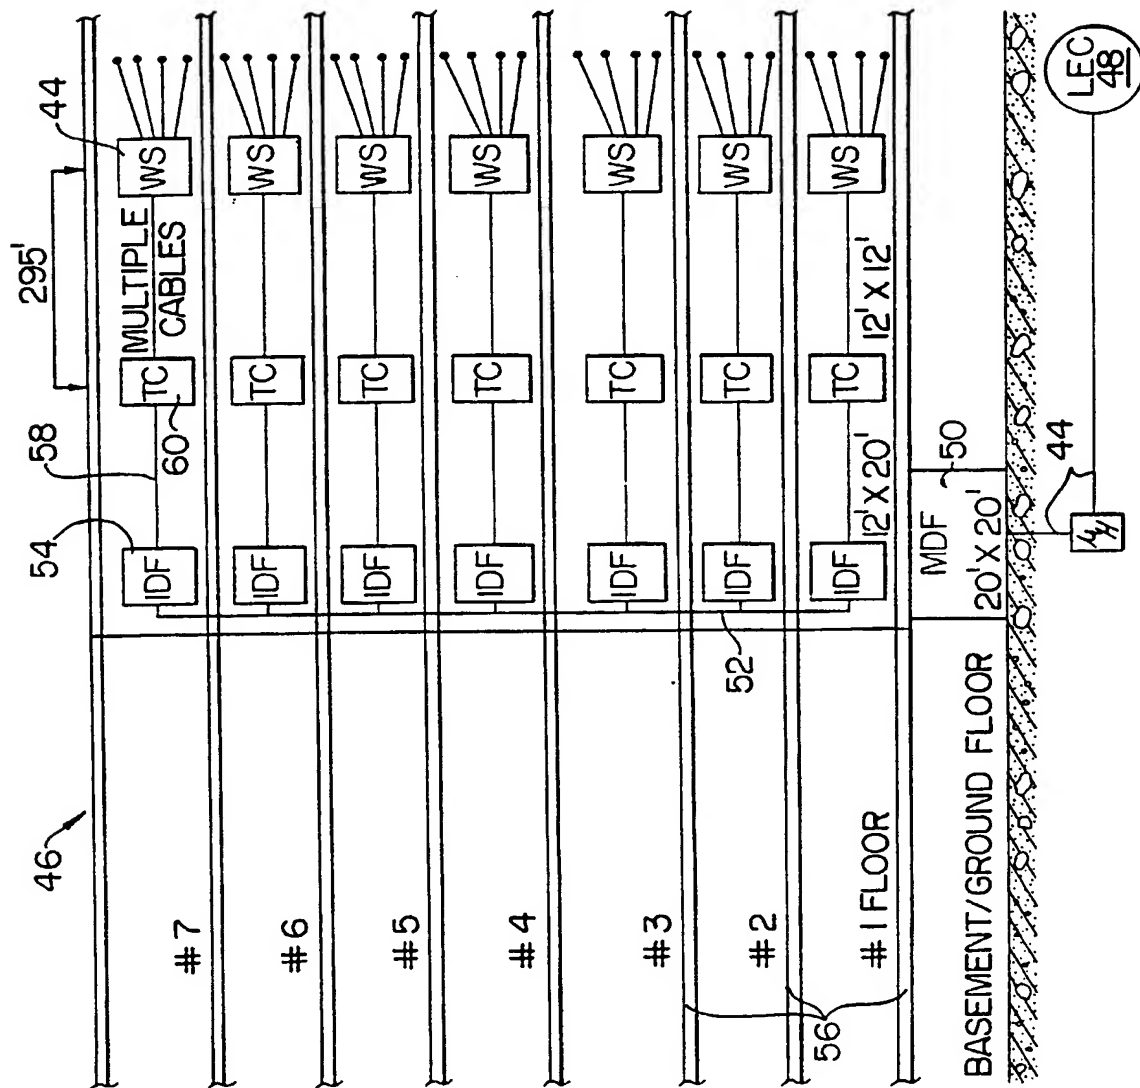 295'
46
54
58
44
MULTIPLE
CABLES
IDF
TC
WS
60
#7
IDF
TC
WS
#6
IDF
TC
WS
#5
IDF
TC
WS
#4
IDF
TC
WS
#3
IDF
TC
WS
#2
52
IDF
TC
WS
#1 FLOOR
12' X 20'
12' X 12'
56
MDF
50
20' X 20'
BASEMENT/GROUND FLOOR
44
LEC
48